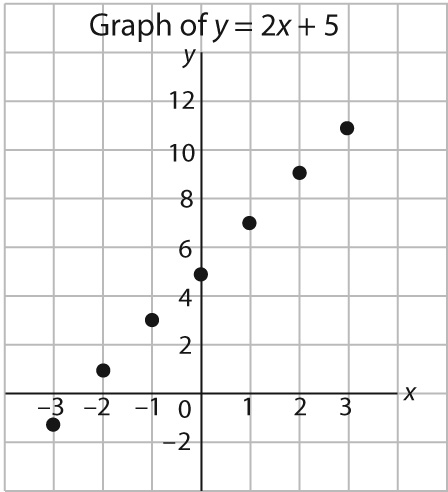 Graph of y = 2x + 5
y
12
10
8
6
4
2
–3 –2 –1 0 1 2 3 x
–2